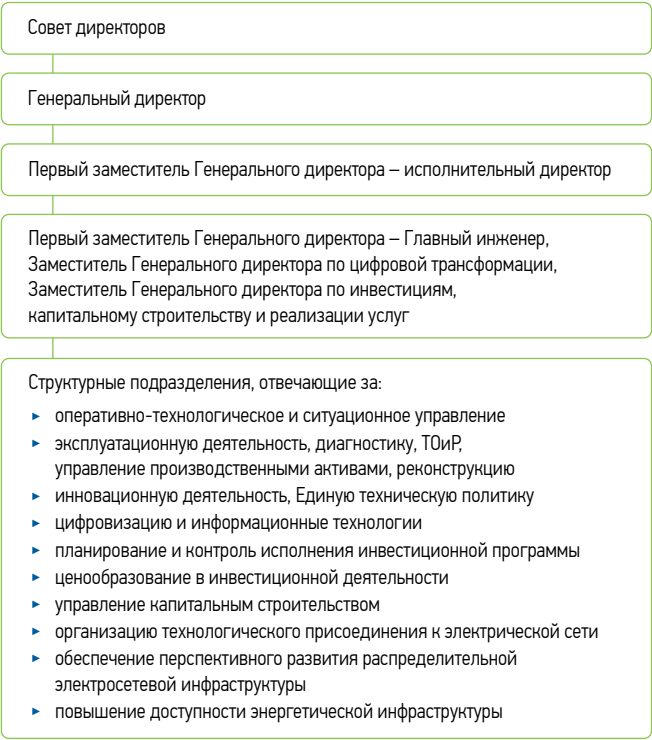 Совет директоров
Генеральный директор
Первый заместитель Генерального директора – исполнительный директор
Первый заместитель Генерального директора – Главный инженер,
Заместитель Генерального директора по цифровой трансформации,
Заместитель Генерального директора по инвестициям,
капитальному строительству и реализации услуг
Структурные подразделения, отвечающие за:
► оперативно-технологическое и ситуационное управление
► эксплуатационную деятельность, диагностику, ТОиР,
управление производственными активами, реконструкцию
► инновационную деятельность, Единую техническую политику
► цифровизацию и информационные технологии
► планирование и контроль исполнения инвестиционной программы
► ценообразование в инвестиционной деятельности
► управление капитальным строительством
► организацию технологического присоединения к электрической сети
► обеспечение перспективного развития распределительной
электросетевой инфраструктуры
► повышение доступности энергетической инфраструктуры